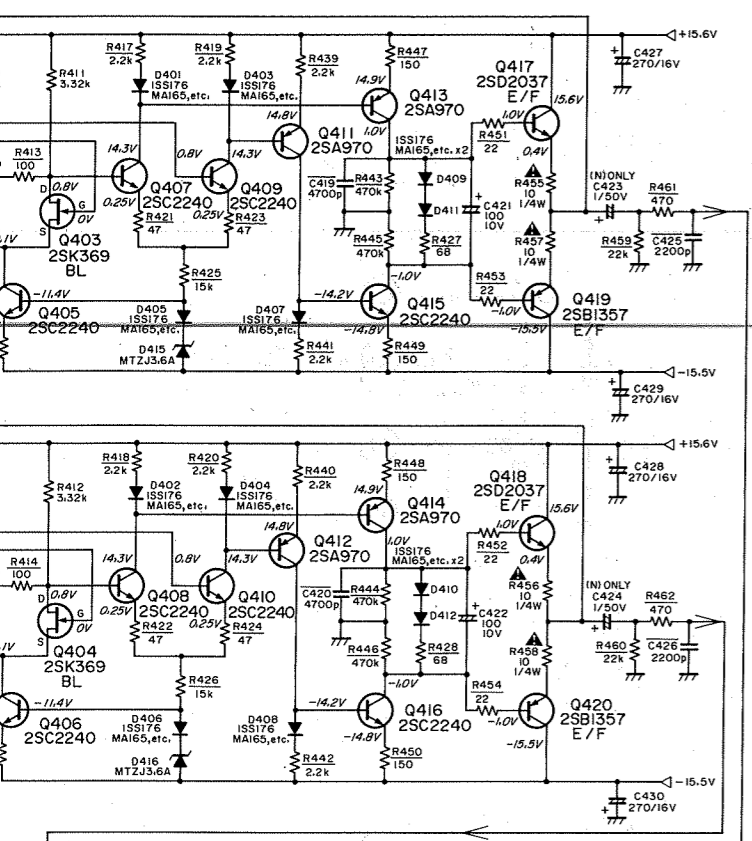 R417
2.2k
R419
2.2k
R439
2.2k
R447
150
Q417
2SD2037
E/F
+15.6V
C427
270/16V
R411
3.32k
D401
ISS176
MA165,etc.
D403
ISS176
MA165,etc.
14.9V
Q413
2SA970
15.6V
14.8V
Q411
2SA970
1.0V
1.0V
R451
22
0.4V
R413
100
14.3V
0.8V
14.3V
ISS176
MA165,etc. x2
D 0.8V
G
0V
S
Q407
2SC2240
Q409
2SC2240
0.25V
0.25V
R421
47
R423
47
C419
4700p
R443
470k
D409
D411
C421
100
10V
R455
10
1/4W
(N)ONLY
C423
1/50V
R461
470
Q403
2SK369
BL
R445
470k
R427
68
R457
10
1/4W
R459
22k
C425
2200p
.1V
R425
15k
-1.0V
R453
22
-11.4V
-14.2V
-1.0V
Q405
2SC2240
D405
ISS176
MA165,etc.
D407
ISS176
MA165,etc.
Q415
2SC2240
-14.8V
Q419
2SB1357
E/F
-15.5V
D415
MTZJ3.6A
R441
2.2k
R449
150
-15.5V
C429
270/16V
R418
2.2k
R420
2.2k
R440
2.2k
R448
150
Q418
2SD2037
E/F
+15.6V
C428
270/16V
R412
3.32k
D402
ISS176
MA165,etc.
D404
ISS176
MA165,etc.
14.9V
Q414
2SA970
15.6V
14.8V
Q412
2SA970
1.0V
1.0V
R452
22
0.4V
R414
100
14.3V
0.8V
14.3V
ISS176
MA165,etc. x2
D 0.8V
G
0V
S
Q408
2SC2240
Q410
2SC2240
0.25V
0.25V
R422
47
R424
47
C420
4700p
R444
470k
D410
D412
C422
100
10V
R456
10
1/4W
(N)ONLY
C424
1/50V
R462
470
Q404
2SK369
BL
R446
470k
R428
68
R458
10
1/4W
R460
22k
C426
2200p
.1V
R426
15k
-1.0V
R454
22
-11.4V
-14.2V
-1.0V
Q406
2SC2240
D406
ISS176
MA165,etc.
D408
ISS176
MA165,etc.
Q416
2SC2240
-14.8V
Q420
2SB1357
E/F
-15.5V
D416
MTZJ3.6A
R442
2.2k
R450
150
-15.5V
C430
270/16V